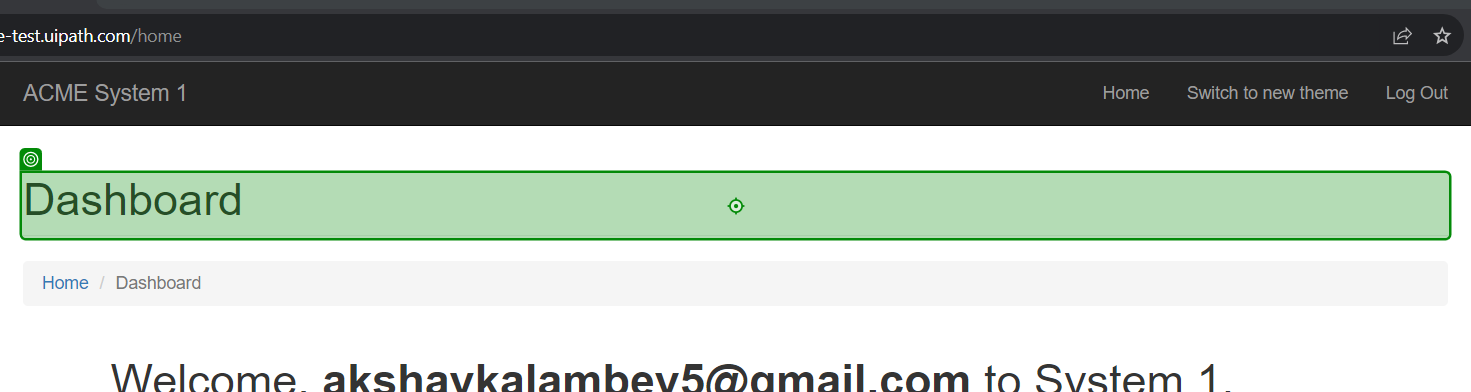 e-test.uipath.com/home
ACME System 1 Home Switch to new theme Log Out
Dashboard
Home / Dashboard
Welcome, akshaykalambey5@gmail.com to System 1.